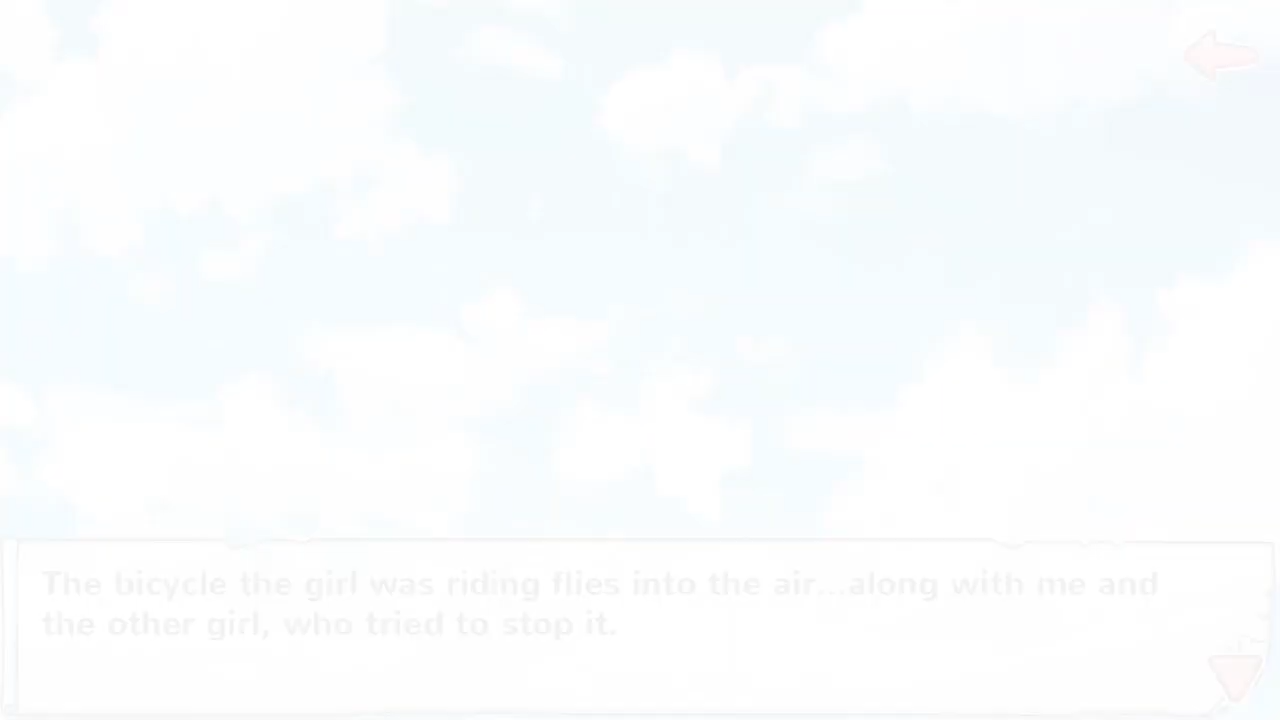 The bicycle the girl was riding flies into the air...along with me and
the other girl, who tried to stop it.